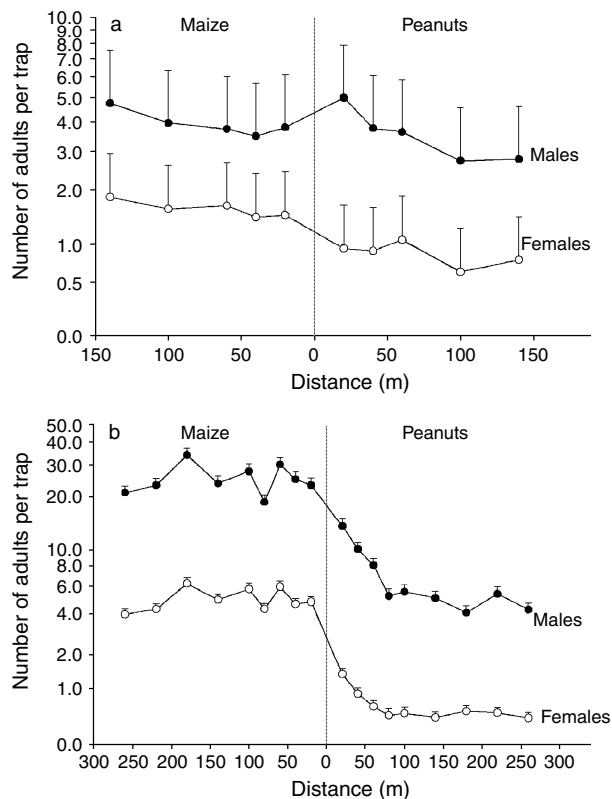 a
Maize
Peanuts
Number of adults per trap
10.0
9.0
8.0
7.0
6.0
5.0
4.0
3.0
2.0
1.0
0.5
0.0
Males
Females
150 100 50 0 50 100 150
Distance (m)
b
Maize
Peanuts
Number of adults per trap
50.0
40.0
30.0
20.0
10.0
8.0
6.0
4.0
2.0
1.0
0.0
Males
Females
300 250 200 150 100 50 0 50 100 150 200 250 300
Distance (m)